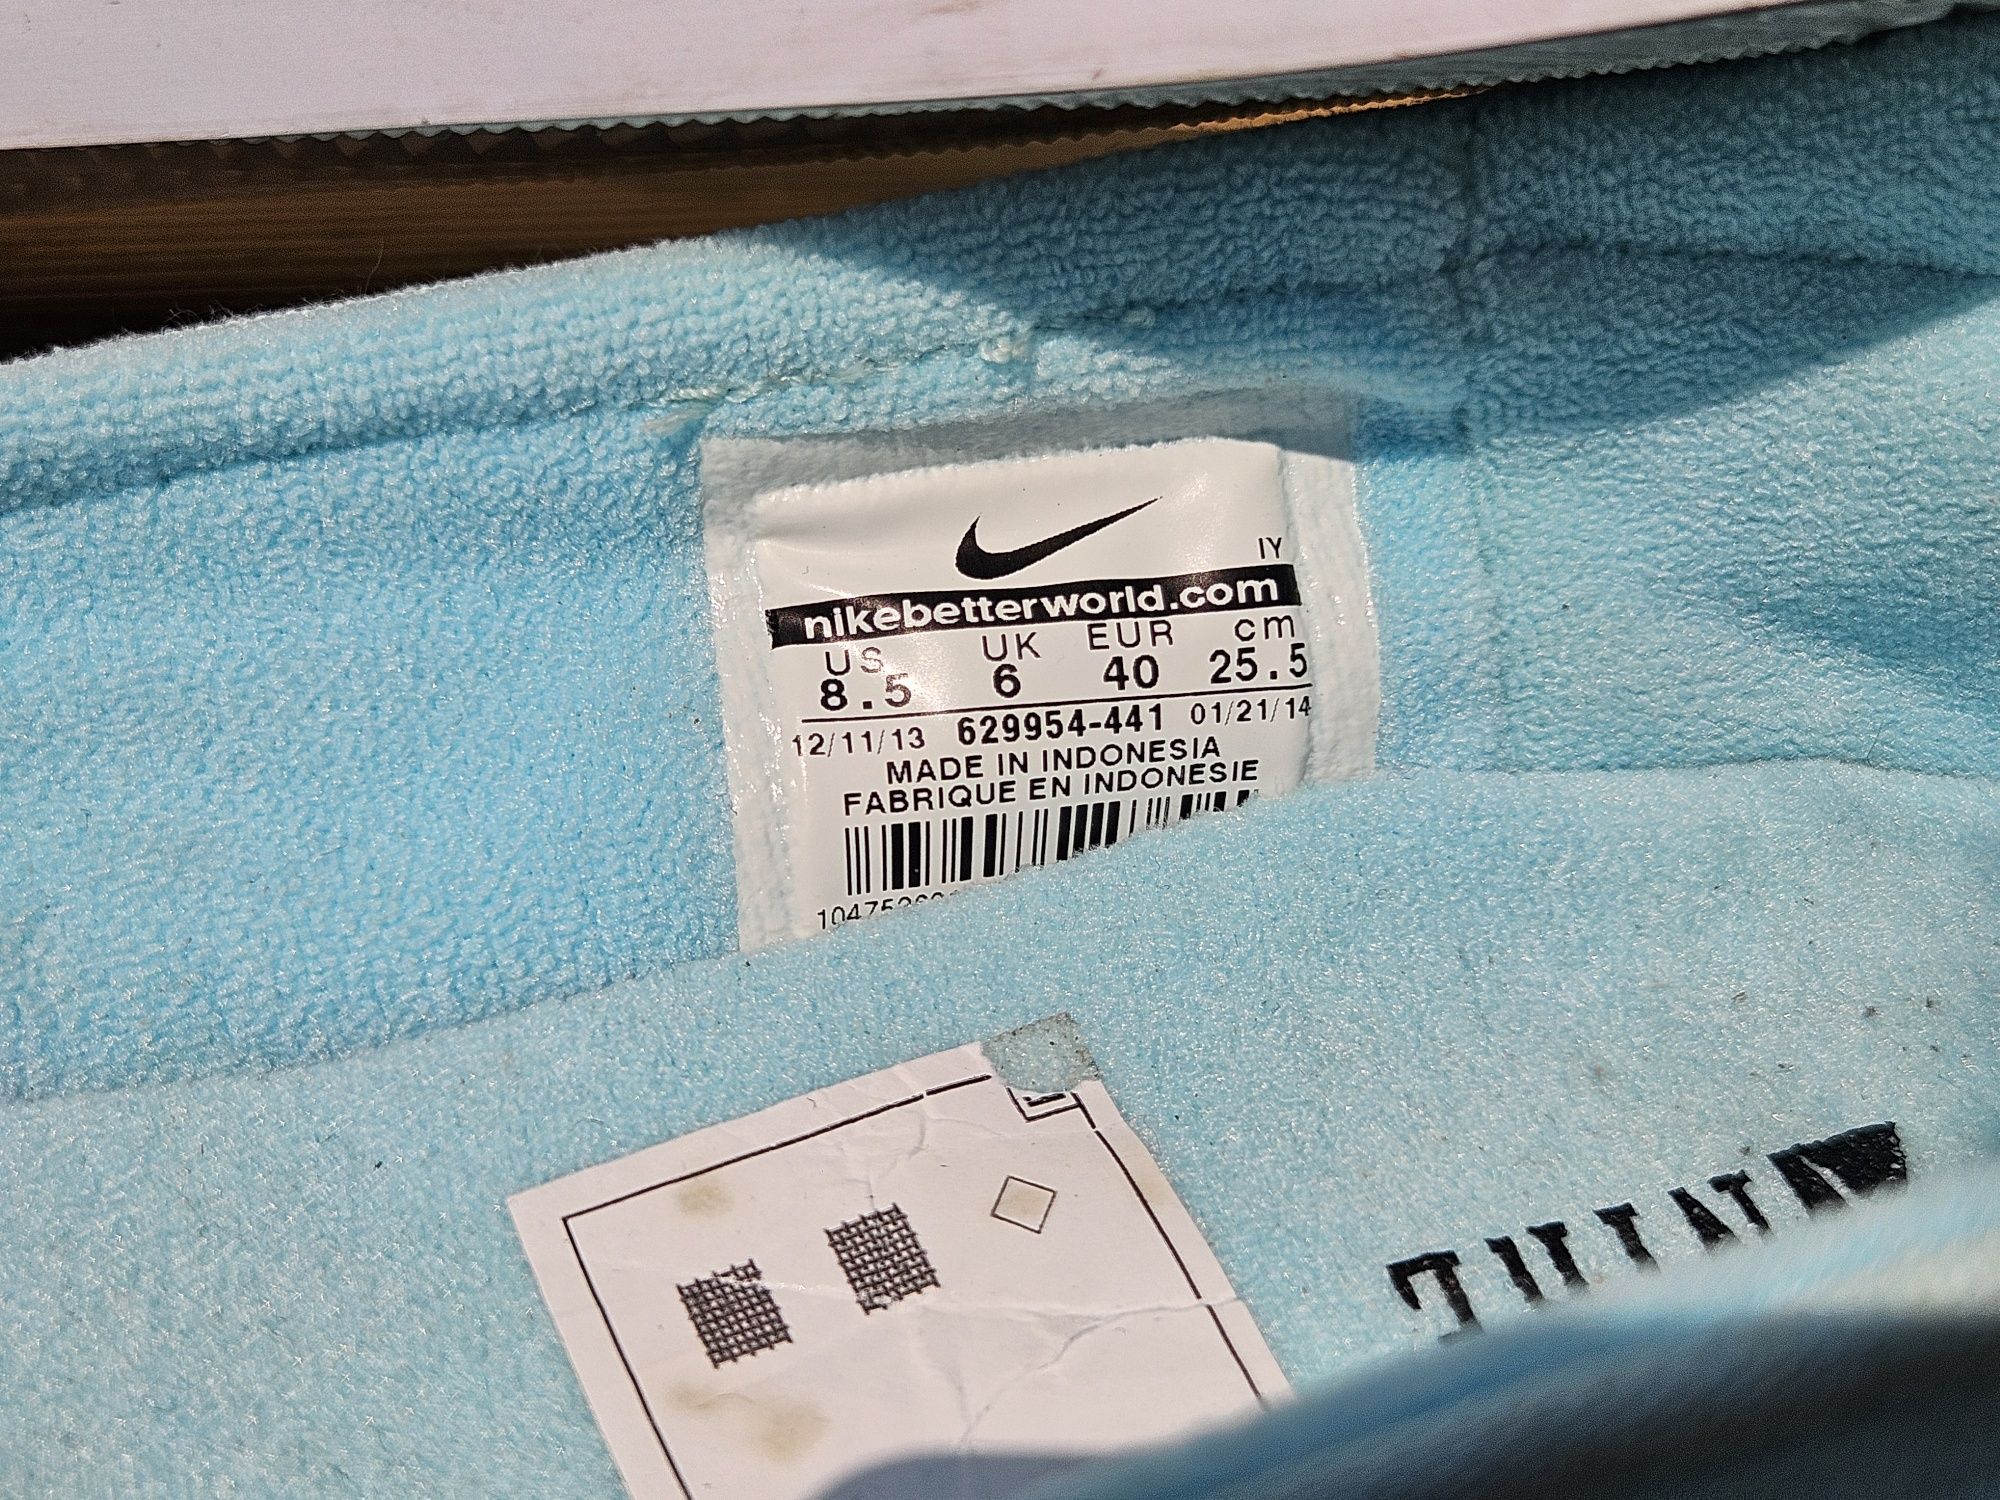 IY
nikebetterworld.com
US UK EUR cm
8.5 6 40 25.5
12/11/13 629954-441 01/21/14
MADE IN INDONESIA
FABRIQUE EN INDONESIE